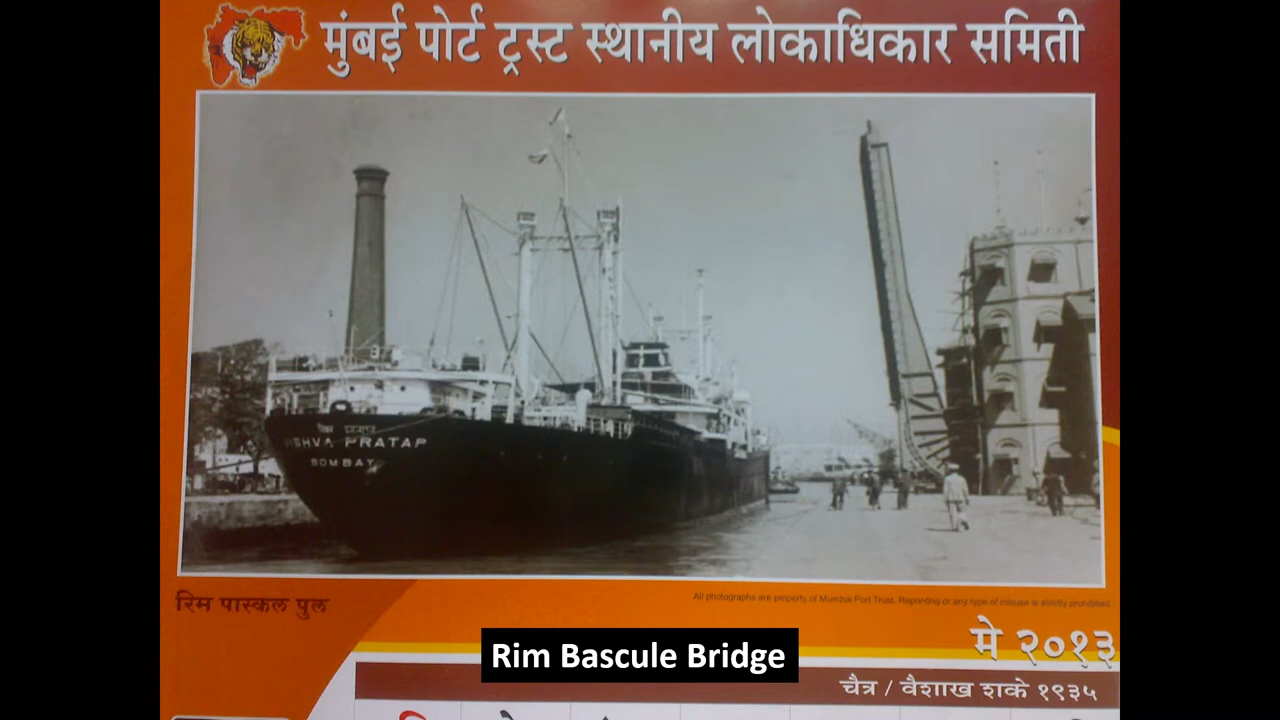 मुंबई पोर्ट ट्रस्ट स्थानीय लोकाधिकार समिती
VISHVA PRATAP
BOMBAY
रिम पास्कल पुल
All photographs are property of Mumbai Port Trust. Reprinting or any type of misuse is strictly prohibited
मे २०१३
Rim Bascule Bridge
चैत्र / वैशाख शके १९३५